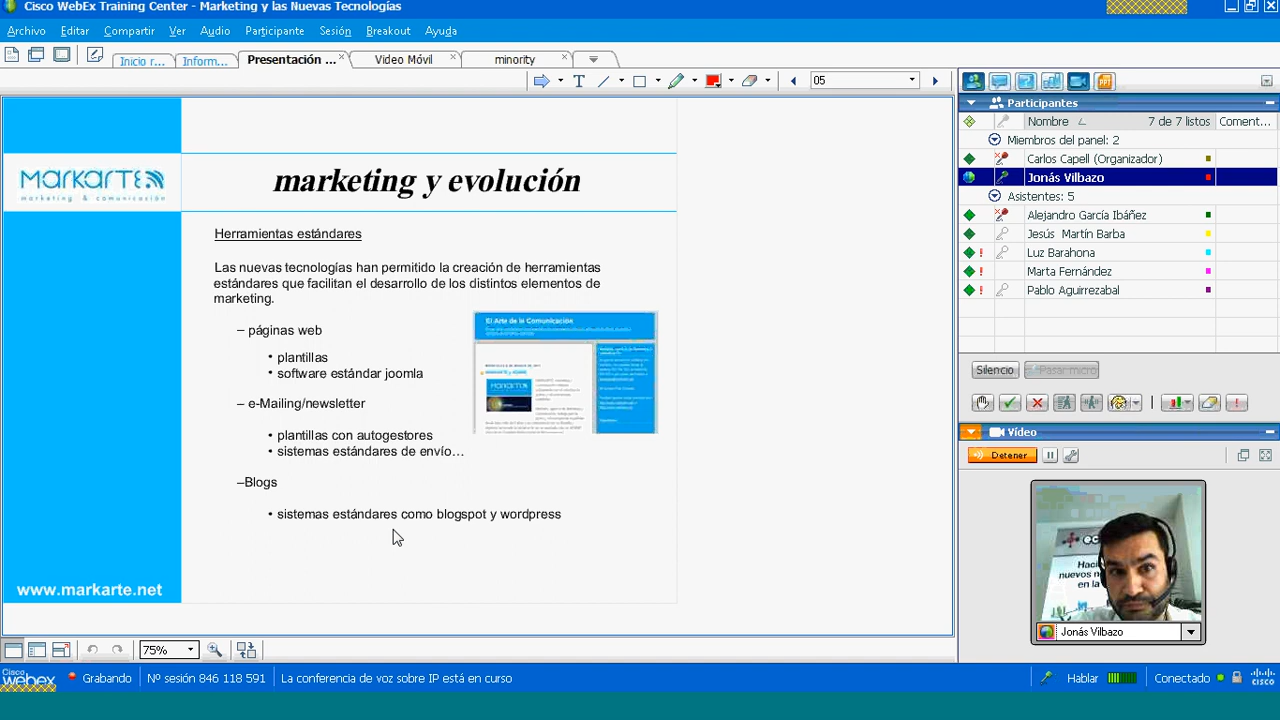 Cisco WebEx Training Center - Marketing y las Nuevas Tecnologías
Archivo Editar Compartir Ver Audio Participante Sesión Breakout Ayuda
Inicio r... Inform... Presentación ... Video Móvil minority
05
Participantes
Nombre 7 de 7 listos Coment...
Miembros del panel: 2
Carlos Capell (Organizador)
Jonás Vilbazo
Asistentes: 5
Alejandro García Ibáñez
Jesús Martín Barba
Luz Barahona
Marta Fernández
Pablo Aguirrezabal
Silencio
Vídeo
Detener
Jonás Vilbazo
MARKARTE
marketing & comunicación
marketing y evolución
Herramientas estándares
Las nuevas tecnologías han permitido la creación de herramientas
estándares que facilitan el desarrollo de los distintos elementos de
marketing.
– páginas web
• plantillas
• software estándar joomla
– e-Mailing/newsletter
• plantillas con autogestores
• sistemas estándares de envío…
–Blogs
• sistemas estándares como blogspot y wordpress
El Arte de la Comunicación
www.markarte.net
75%
Cisco webex
Grabando Nº sesión 846 118 591 La conferencia de voz sobre IP está en curso Hablar Conectado cisco